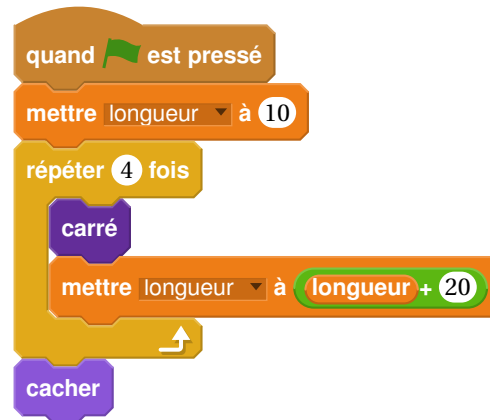 quand est pressé
mettre longueur à 10
répéter 4 fois
carré
mettre longueur à longueur + 20
cacher